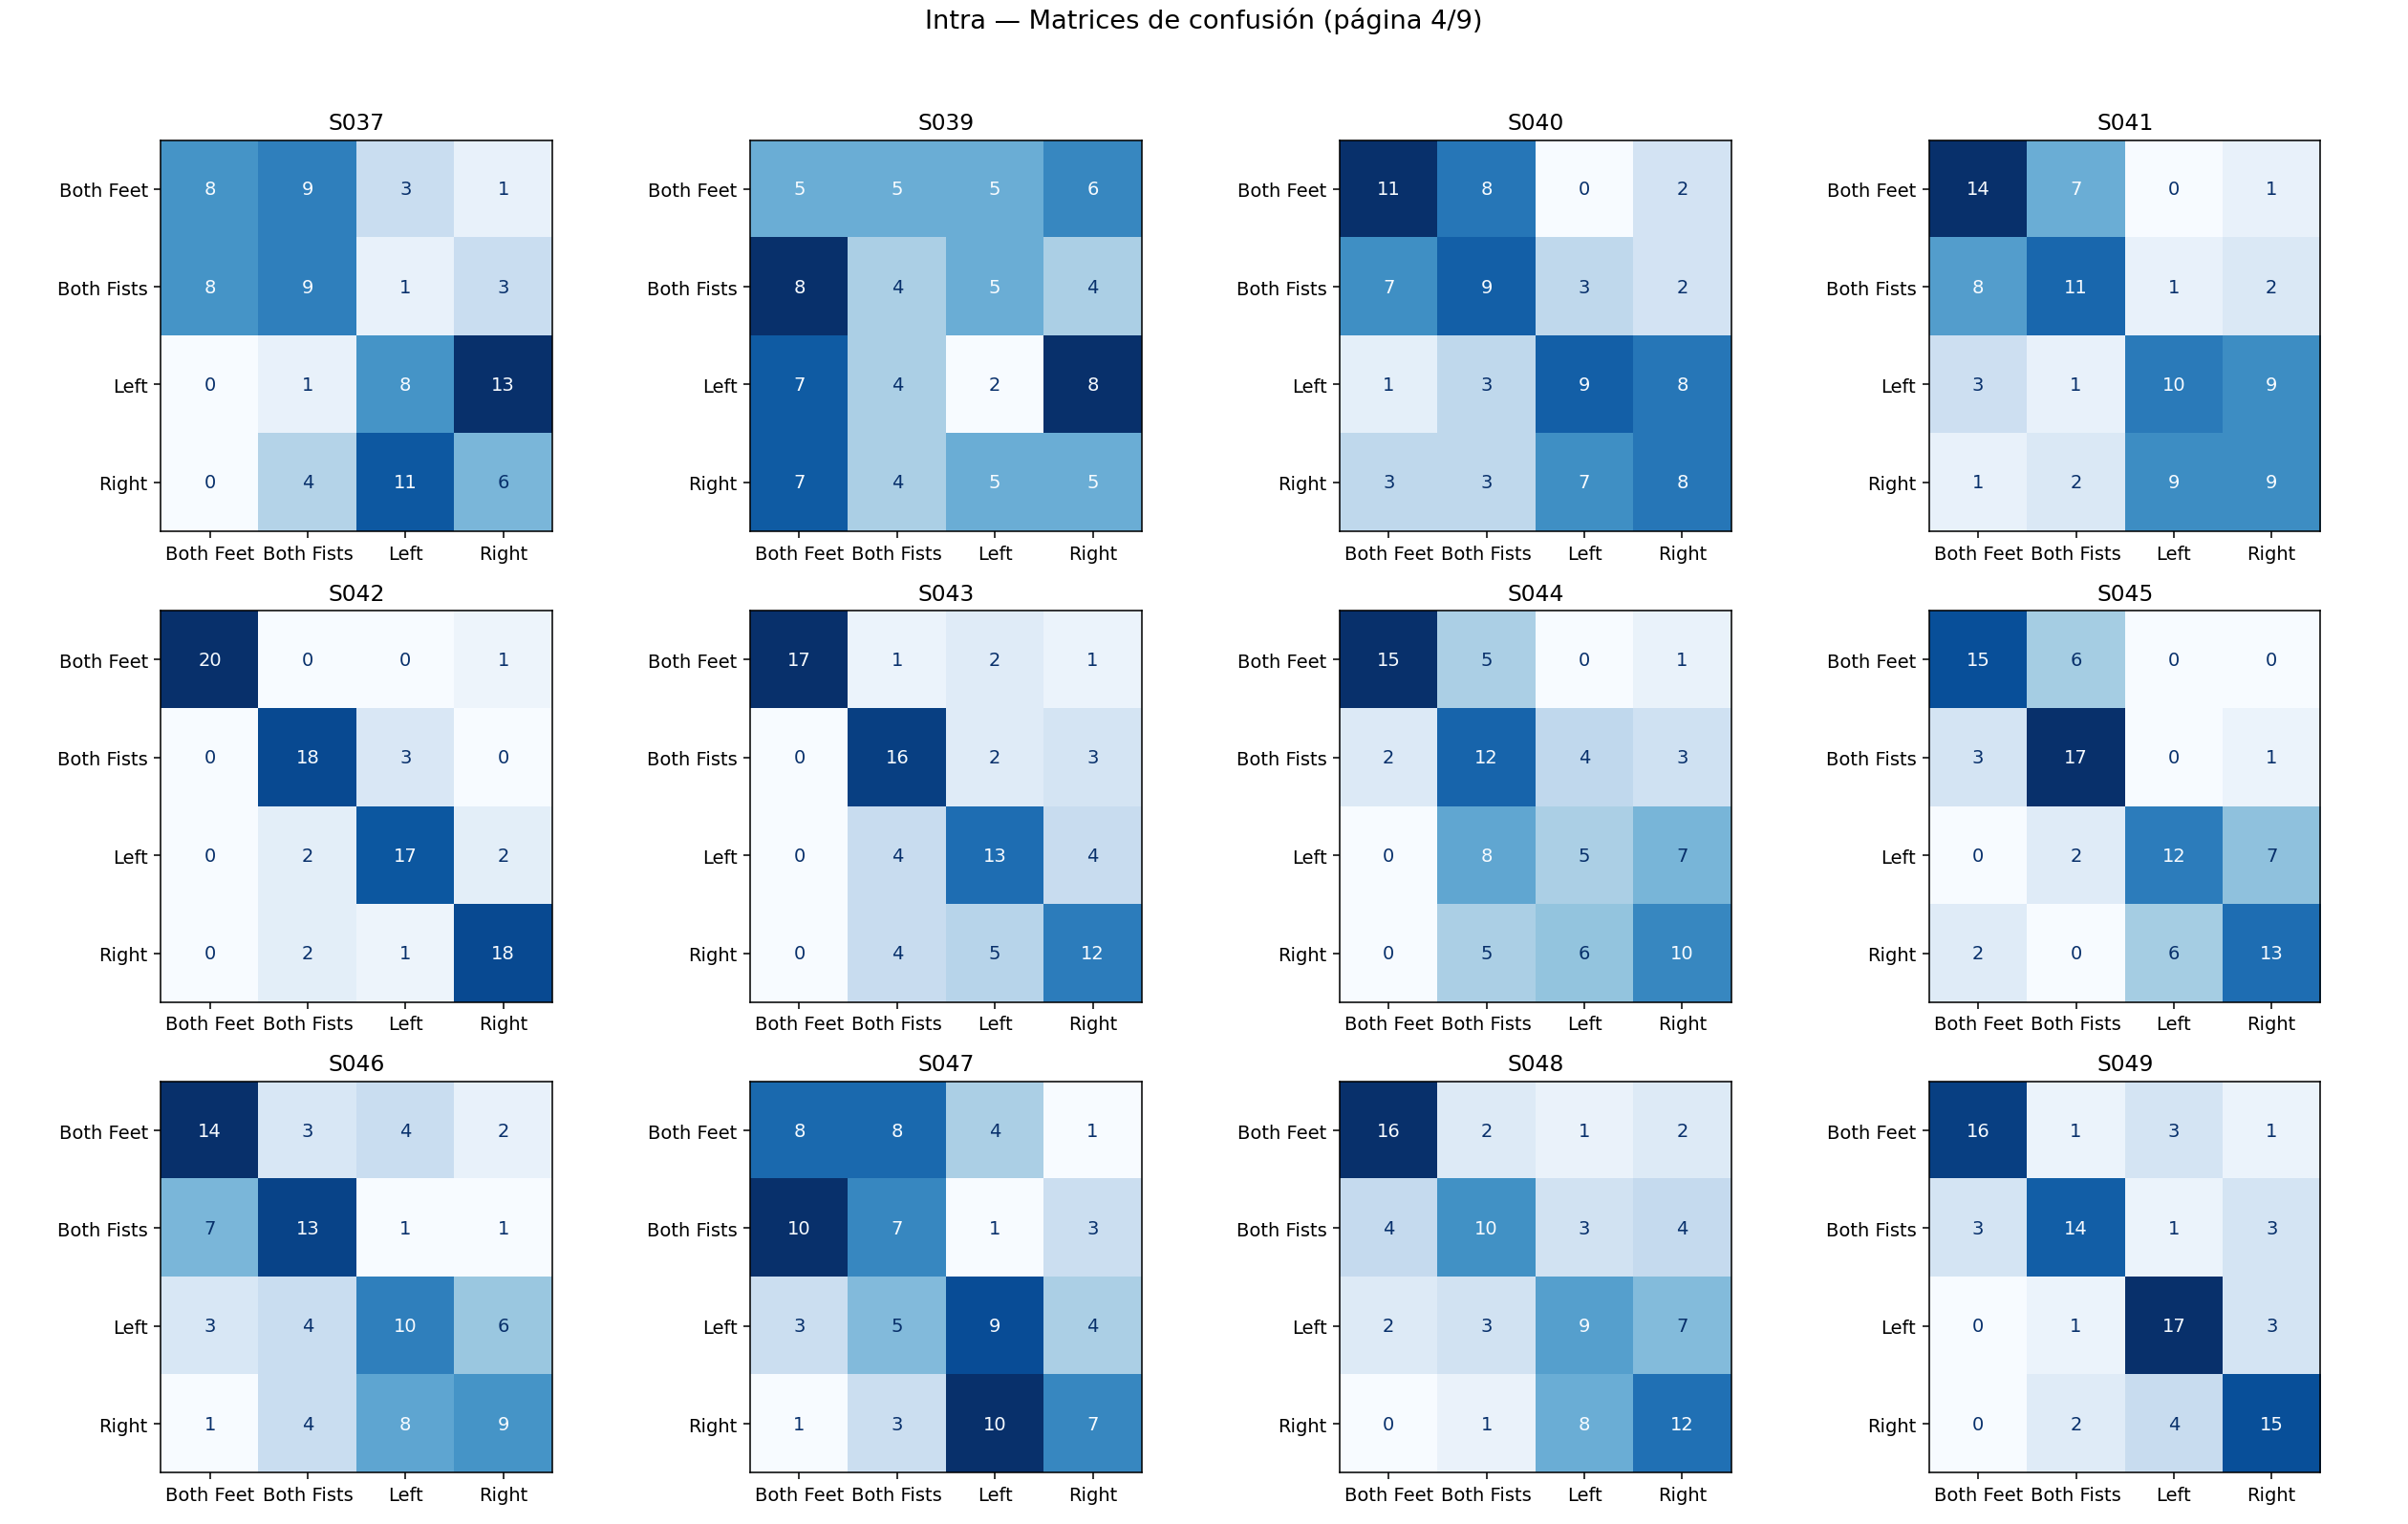 Intra — Matrices de confusión (página 4/9)
S037 S039 S040 S041
Both Feet 8 9 3 1 Both Feet 5 5 5 6 Both Feet 11 8 0 2 Both Feet 14 7 0 1
Both Fists 8 9 1 3 Both Fists 8 4 5 4 Both Fists 7 9 3 2 Both Fists 8 11 1 2
Left 0 1 8 13 Left 7 4 2 8 Left 1 3 9 8 Left 3 1 10 9
Right 0 4 11 6 Right 7 4 5 5 Right 3 3 7 8 Right 1 2 9 9
Both Feet Both Fists Left Right Both Feet Both Fists Left Right Both Feet Both Fists Left Right Both Feet Both Fists Left Right
S042 S043 S044 S045
Both Feet 20 0 0 1 Both Feet 17 1 2 1 Both Feet 15 5 0 1 Both Feet 15 6 0 0
Both Fists 0 18 3 0 Both Fists 0 16 2 3 Both Fists 2 12 4 3 Both Fists 3 17 0 1
Left 0 2 17 2 Left 0 4 13 4 Left 0 8 5 7 Left 0 2 12 7
Right 0 2 1 18 Right 0 4 5 12 Right 0 5 6 10 Right 2 0 6 13
Both Feet Both Fists Left Right Both Feet Both Fists Left Right Both Feet Both Fists Left Right Both Feet Both Fists Left Right
S046 S047 S048 S049
Both Feet 14 3 4 2 Both Feet 8 8 4 1 Both Feet 16 2 1 2 Both Feet 16 1 3 1
Both Fists 7 13 1 1 Both Fists 10 7 1 3 Both Fists 4 10 3 4 Both Fists 3 14 1 3
Left 3 4 10 6 Left 3 5 9 4 Left 2 3 9 7 Left 0 1 17 3
Right 1 4 8 9 Right 1 3 10 7 Right 0 1 8 12 Right 0 2 4 15
Both Feet Both Fists Left Right Both Feet Both Fists Left Right Both Feet Both Fists Left Right Both Feet Both Fists Left Right